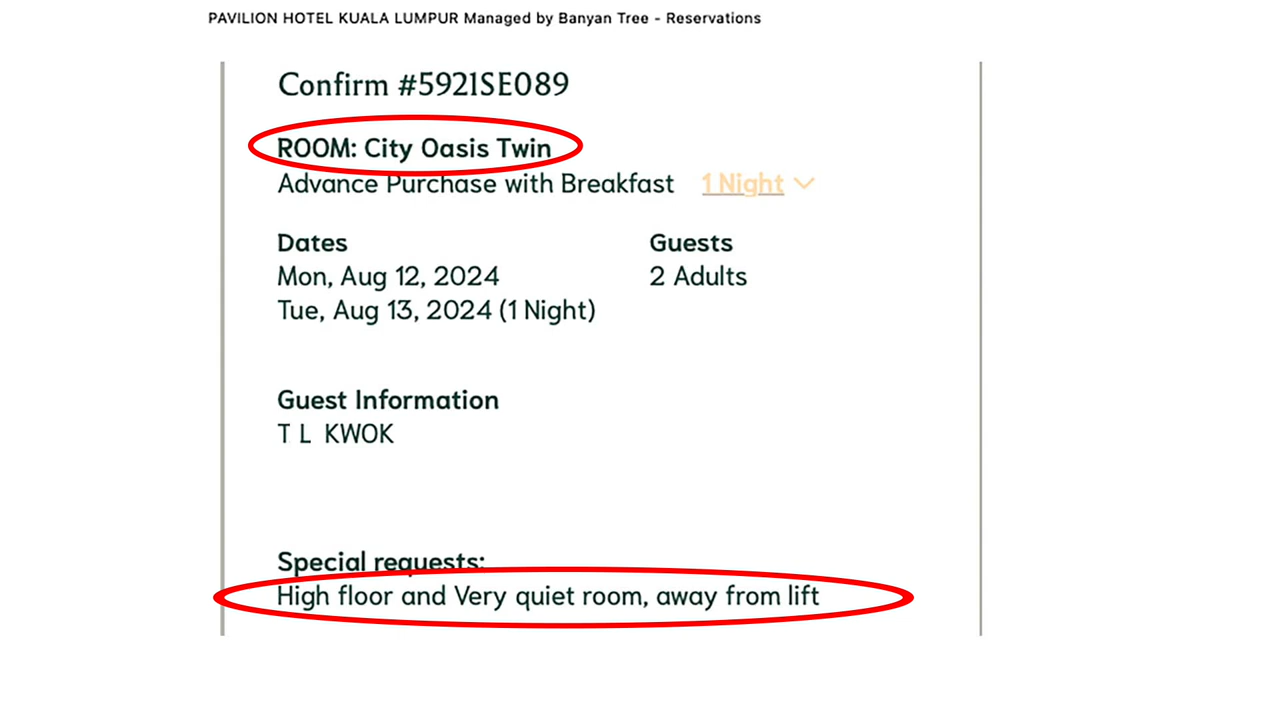 PAVILION HOTEL KUALA LUMPUR Managed by Banyan Tree - Reservations
Confirm #5921SE089
ROOM: City Oasis Twin
Advance Purchase with Breakfast 1 Night
Dates Guests
Mon, Aug 12, 2024 2 Adults
Tue, Aug 13, 2024 (1 Night)
Guest Information
T L KWOK
Special requests:
High floor and Very quiet room, away from lift